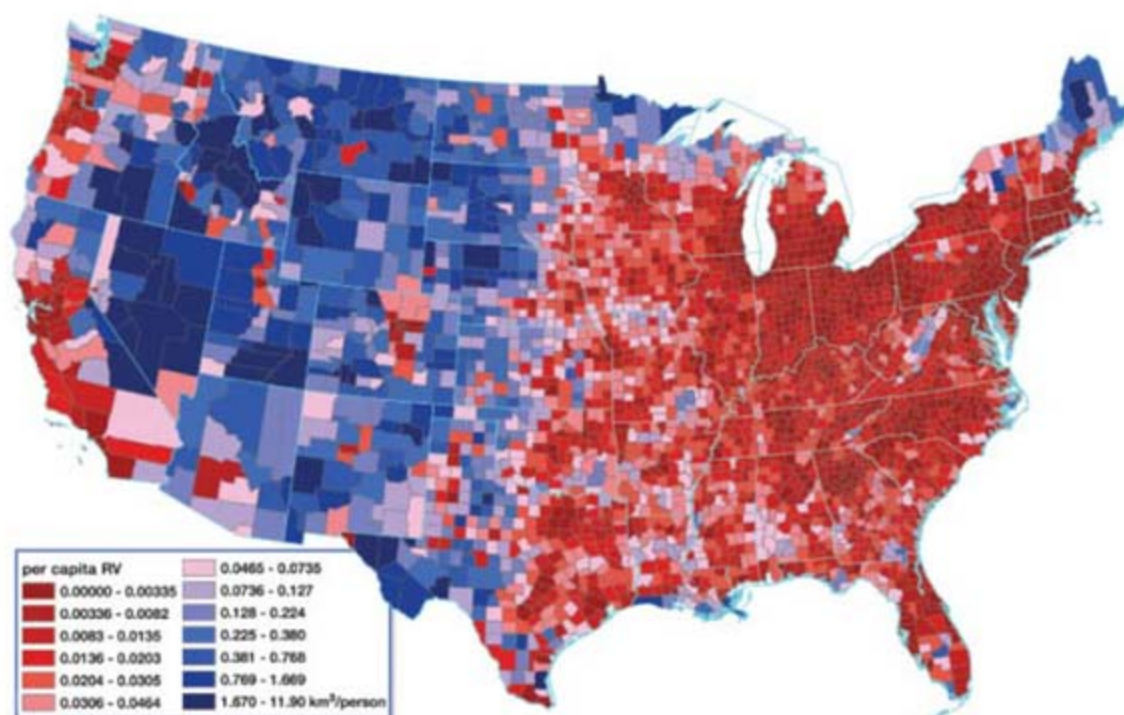 per capita RV
0.00000 - 0.00335
0.00336 - 0.0082
0.0083 - 0.0135
0.0136 - 0.0203
0.0204 - 0.0305
0.0306 - 0.0464
0.0465 - 0.0735
0.0736 - 0.127
0.128 - 0.224
0.225 - 0.380
0.381 - 0.768
0.769 - 1.669
1.670 - 11.90 km³/person